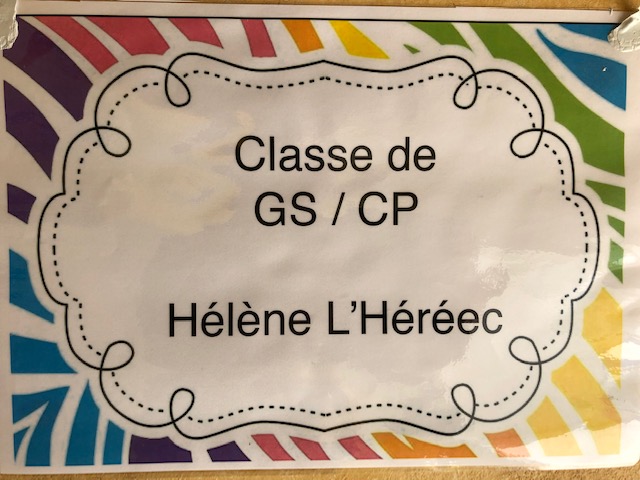 Classe de
GS / CP
Hélène L'Héréec